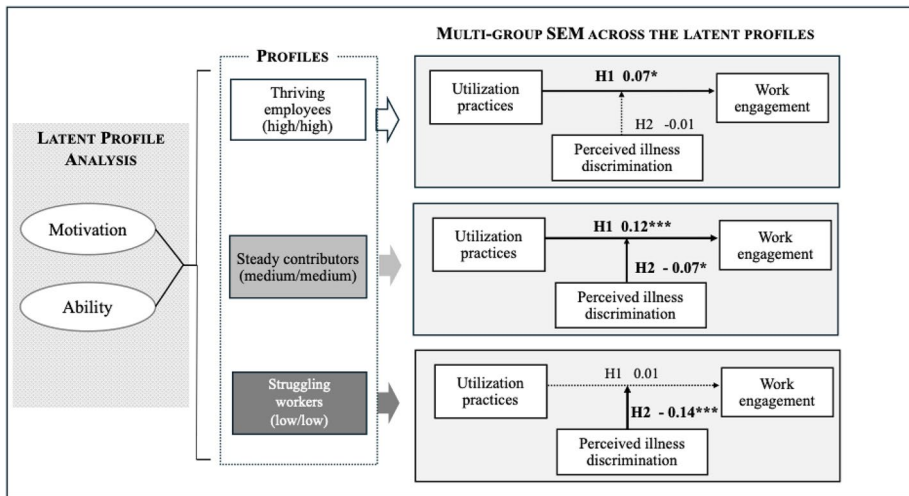 MULTI-GROUP SEM ACROSS THE LATENT PROFILES
PROFILES
LATENT PROFILE
ANALYSIS
Motivation
Ability
Thriving
employees
(high/high)
Utilization
practices
H1 0.07*
Work
engagement
H2 -0.01
Perceived illness
discrimination
Steady contributors
(medium/medium)
Utilization
practices
H1 0.12***
Work
engagement
H2 - 0.07*
Perceived illness
discrimination
Struggling
workers
(low/low)
Utilization
practices
H1 0.01
Work
engagement
H2 - 0.14***
Perceived illness
discrimination